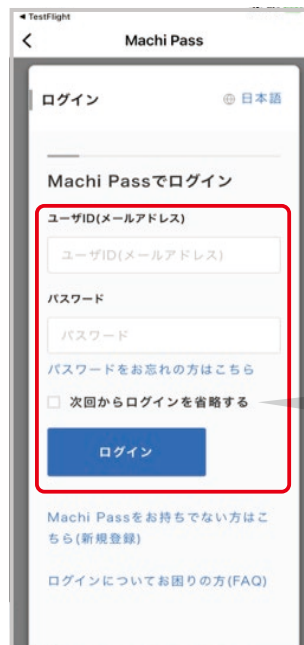 TestFlight
Machi Pass
ログイン
日本語
Machi Passでログイン
ユーザID(メールアドレス)
ユーザID(メールアドレス)
パスワード
パスワード
パスワードをお忘れの方はこちら
次回からログインを省略する
ログイン
Machi Passをお持ちでない方はこ
ちら(新規登録)
ログインについてお困りの方(FAQ)